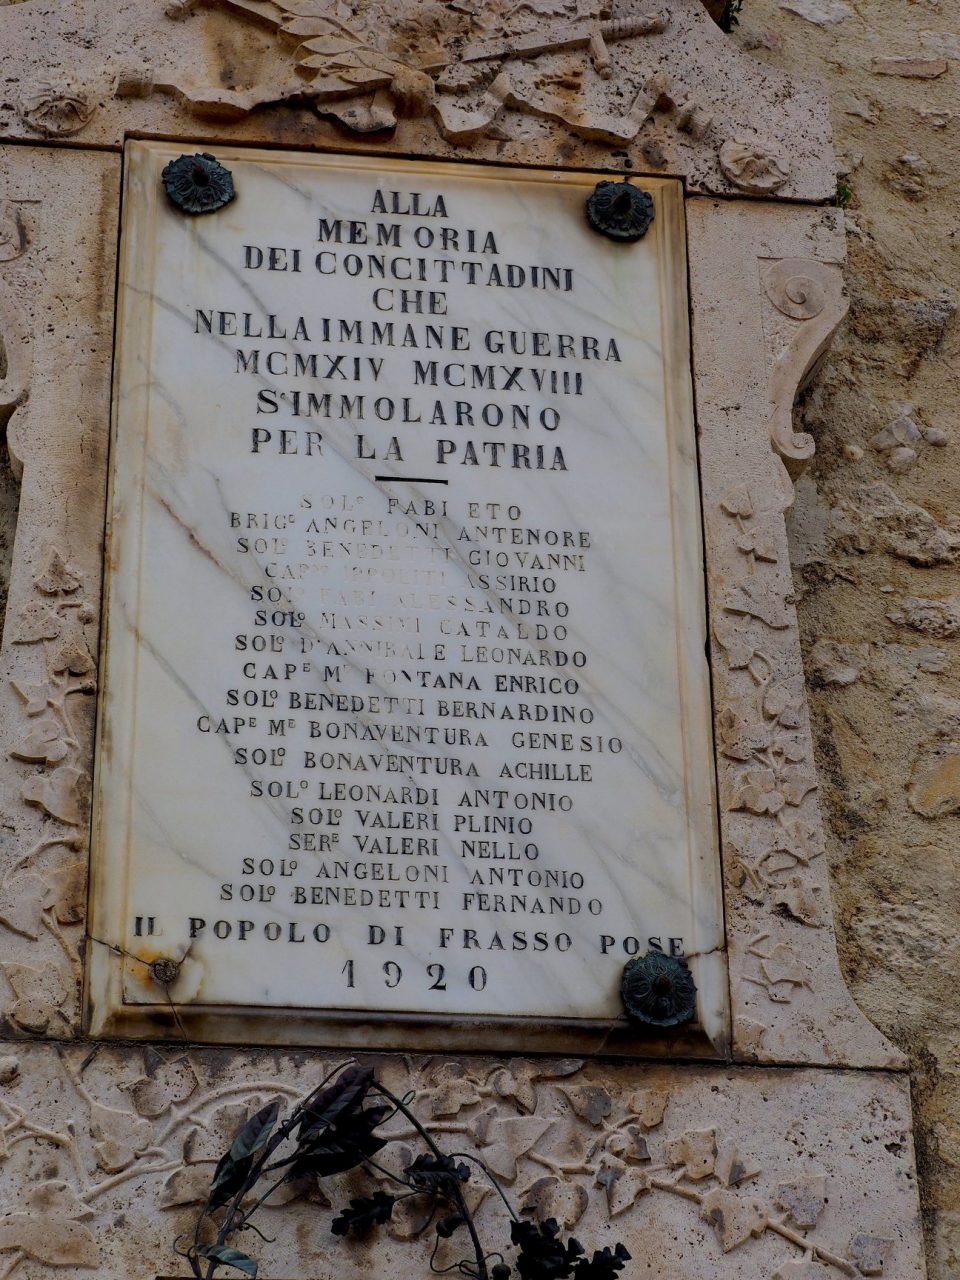 ALLA
MEMORIA
DEI CONCITTADINI
CHE
NELLA IMMANE GUERRA
MCMXIV MCMXVIII
S'IMMOLARONO
PER LA PATRIA
SOL.º FABI ETO
BRIG.º ANGELONI ANTENORE
SOL.º BENEDETTI GIOVANNI
CAP. IPPOLITI ASSIRIO
SOL.º FABI ALESSANDRO
SOL.º MASSIMI CATALDO
SOL.º D'ANNIBALE LEONARDO
CAP.E M.E FONTANA ENRICO
SOL.º BENEDETTI BERNARDINO
CAP.E M.E BONAVENTURA GENESIO
SOL.º BONAVENTURA ACHILLE
SOL.º LEONARDI ANTONIO
SOL.º VALERI PLINIO
SER.E VALERI NELLO
SOL.º ANGELONI ANTONIO
SOL.º BENEDETTI FERNANDO
IL POPOLO DI FRASSO POSE
1920